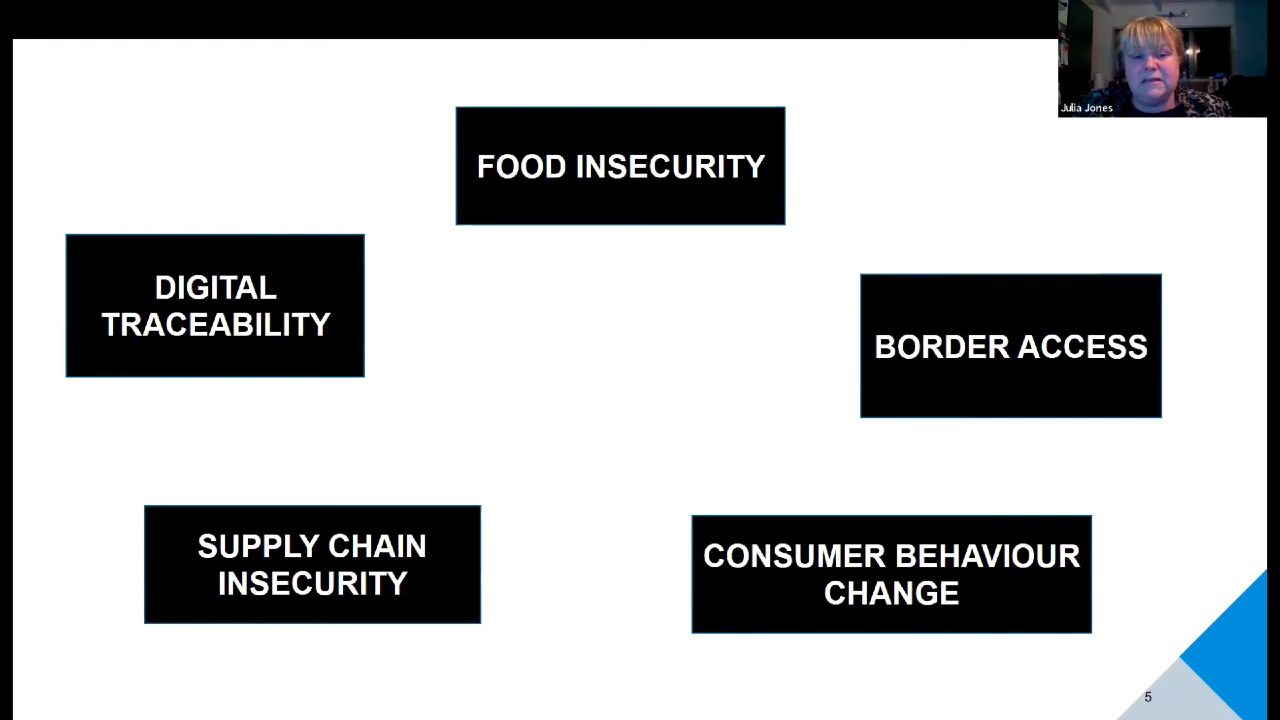 Julia Jones
FOOD INSECURITY
DIGITAL
TRACEABILITY
BORDER ACCESS
SUPPLY CHAIN
INSECURITY
CONSUMER BEHAVIOUR
CHANGE
5